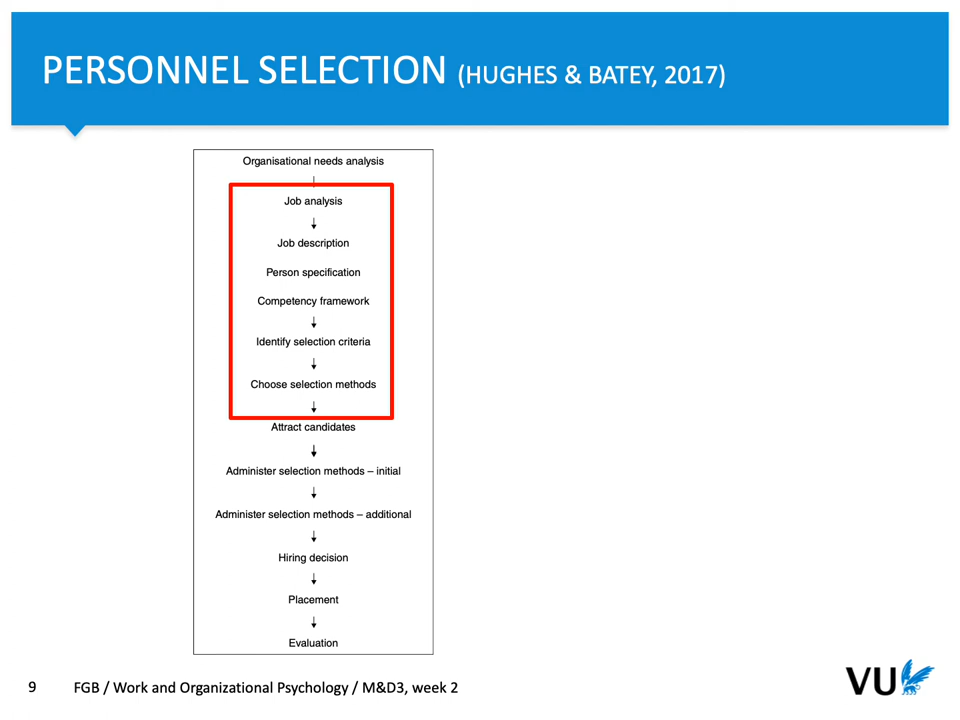 PERSONNEL SELECTION (HUGHES & BATEY, 2017)
Organisational needs analysis
Job analysis
Job description
Person specification
Competency framework
Identify selection criteria
Choose selection methods
Attract candidates
Administer selection methods – initial
Administer selection methods – additional
Hiring decision
Placement
Evaluation
9 FGB / Work and Organizational Psychology / M&D3, week 2
VU